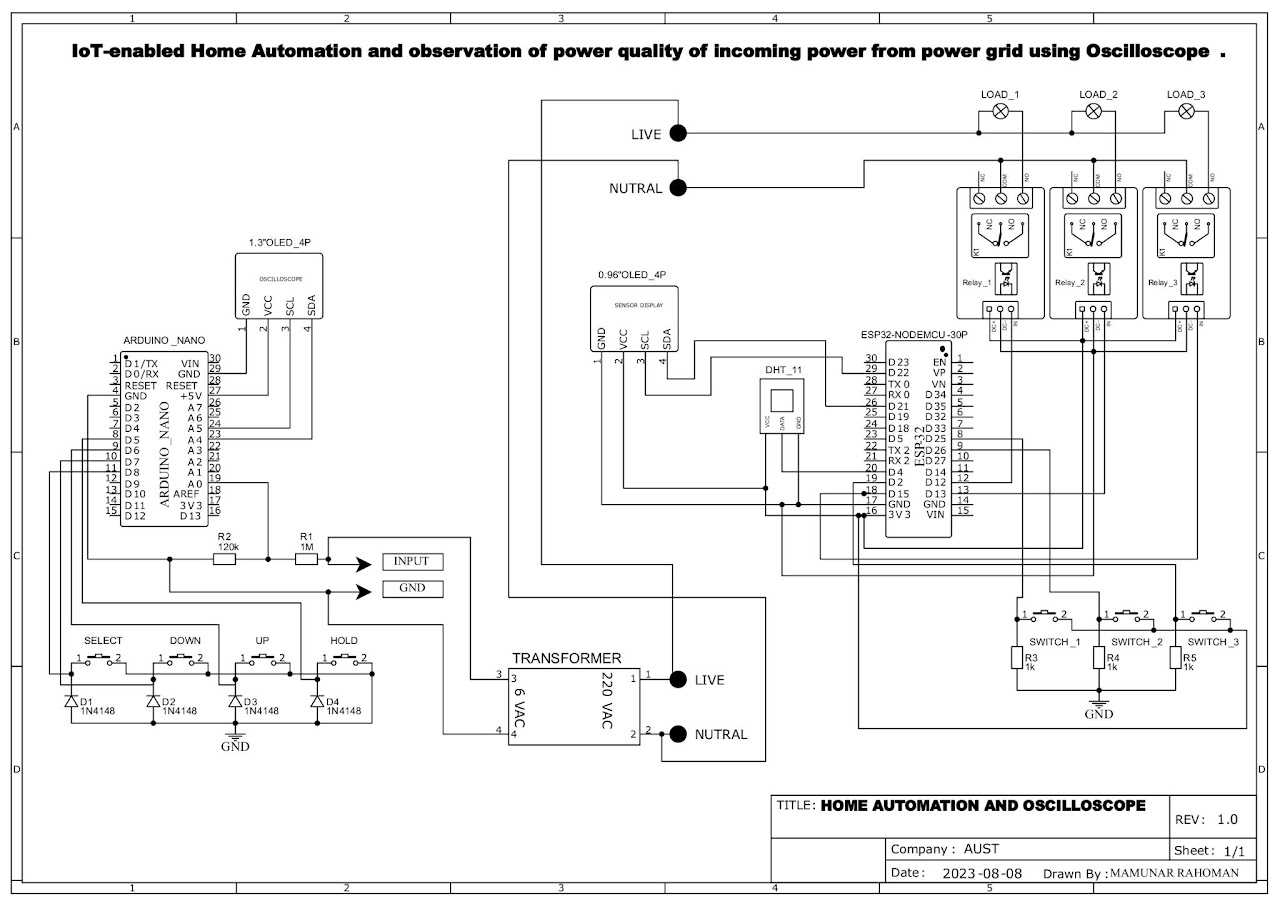 1 2 3 4 5
IoT-enabled Home Automation and observation of power quality of incoming power from power grid using Oscilloscope .
A A
B B
C C
D D
LIVE
NUTRAL
LOAD_1 LOAD_2 LOAD_3
NC COM NO NC COM NO NC COM NO
NC NO NC NO NC NO
K1 K1 K1
Relay_1 Relay_2 Relay_3
DC+ DC- IN DC+ DC- IN DC+ DC- IN
1.3"OLED_4P
OSCILLOSCOPE
GND VCC SCL SDA
1 2 3 4
0.96"OLED_4P
SENSOR DISPLAY
GND VCC SCL SDA
1 2 3 4
DHT_11
VCC DATA GND
ARDUINO _NANO
ARDUINO _NANO
1 D1/TX VIN 30
2 D0/RX GND 29
3 RESET RESET 28
4 GND +5V 27
5 D2 A7 26
6 D3 A6 25
7 D4 A5 24
8 D5 A4 23
9 D6 A3 22
10 D7 A2 21
11 D8 A1 20
12 D9 A0 19
13 D10 AREF 18
14 D11 3V3 17
15 D12 D13 16
ESP32-NODEMCU-30P
ESP32
30 D23 EN 1
29 D22 VP 2
28 TX0 VN 3
27 RX0 D34 4
26 D21 D35 5
25 D19 D32 6
24 D18 D33 7
23 D5 D25 8
22 TX2 D26 9
21 RX2 D27 10
20 D4 D14 11
19 D2 D12 12
18 D15 D13 13
17 GND GND 14
16 3V3 VIN 15
R2
120k
R1
1M
INPUT
GND
SELECT DOWN UP HOLD
1 2 1 2 1 2 1 2
D1
1N4148
D2
1N4148
D3
1N4148
D4
1N4148
GND
TRANSFORMER
3 3 1 1
4 4 2 2
6 VAC
220 VAC
LIVE
NUTRAL
1 2 1 2 1 2
SWITCH_1 SWITCH_2 SWITCH_3
R3
1k
R4
1k
R5
1k
GND
TITLE: HOME AUTOMATION AND OSCILLOSCOPE
REV: 1.0
Company : AUST
Sheet: 1/1
Date: 2023-08-08 Drawn By : MAMUNAR RAHOMAN
1 2 3 4 5